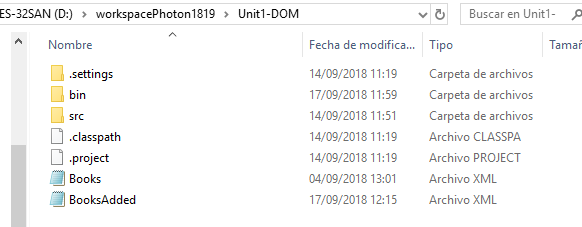 ES-32SAN (D:) > workspacePhoton1819 > Unit1-DOM Buscar en Unit1-
Nombre Fecha de modifica... Tipo Tamañ
.settings 14/09/2018 11:19 Carpeta de archivos
bin 17/09/2018 11:59 Carpeta de archivos
src 14/09/2018 11:51 Carpeta de archivos
.classpath 14/09/2018 11:19 Archivo CLASSPA
.project 14/09/2018 11:19 Archivo PROJECT
Books 04/09/2018 13:01 Archivo XML
BooksAdded 17/09/2018 12:15 Archivo XML